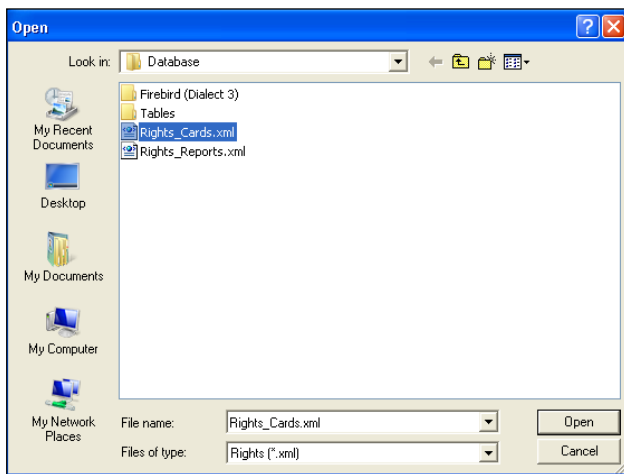 Open
Look in:
Database
Firebird (Dialect 3)
Tables
Rights_Cards.xml
Rights_Reports.xml
My Recent
Documents
Desktop
My Documents
My Computer
My Network
Places
File name:
Rights_Cards.xml
Open
Files of type:
Rights (*.xml)
Cancel